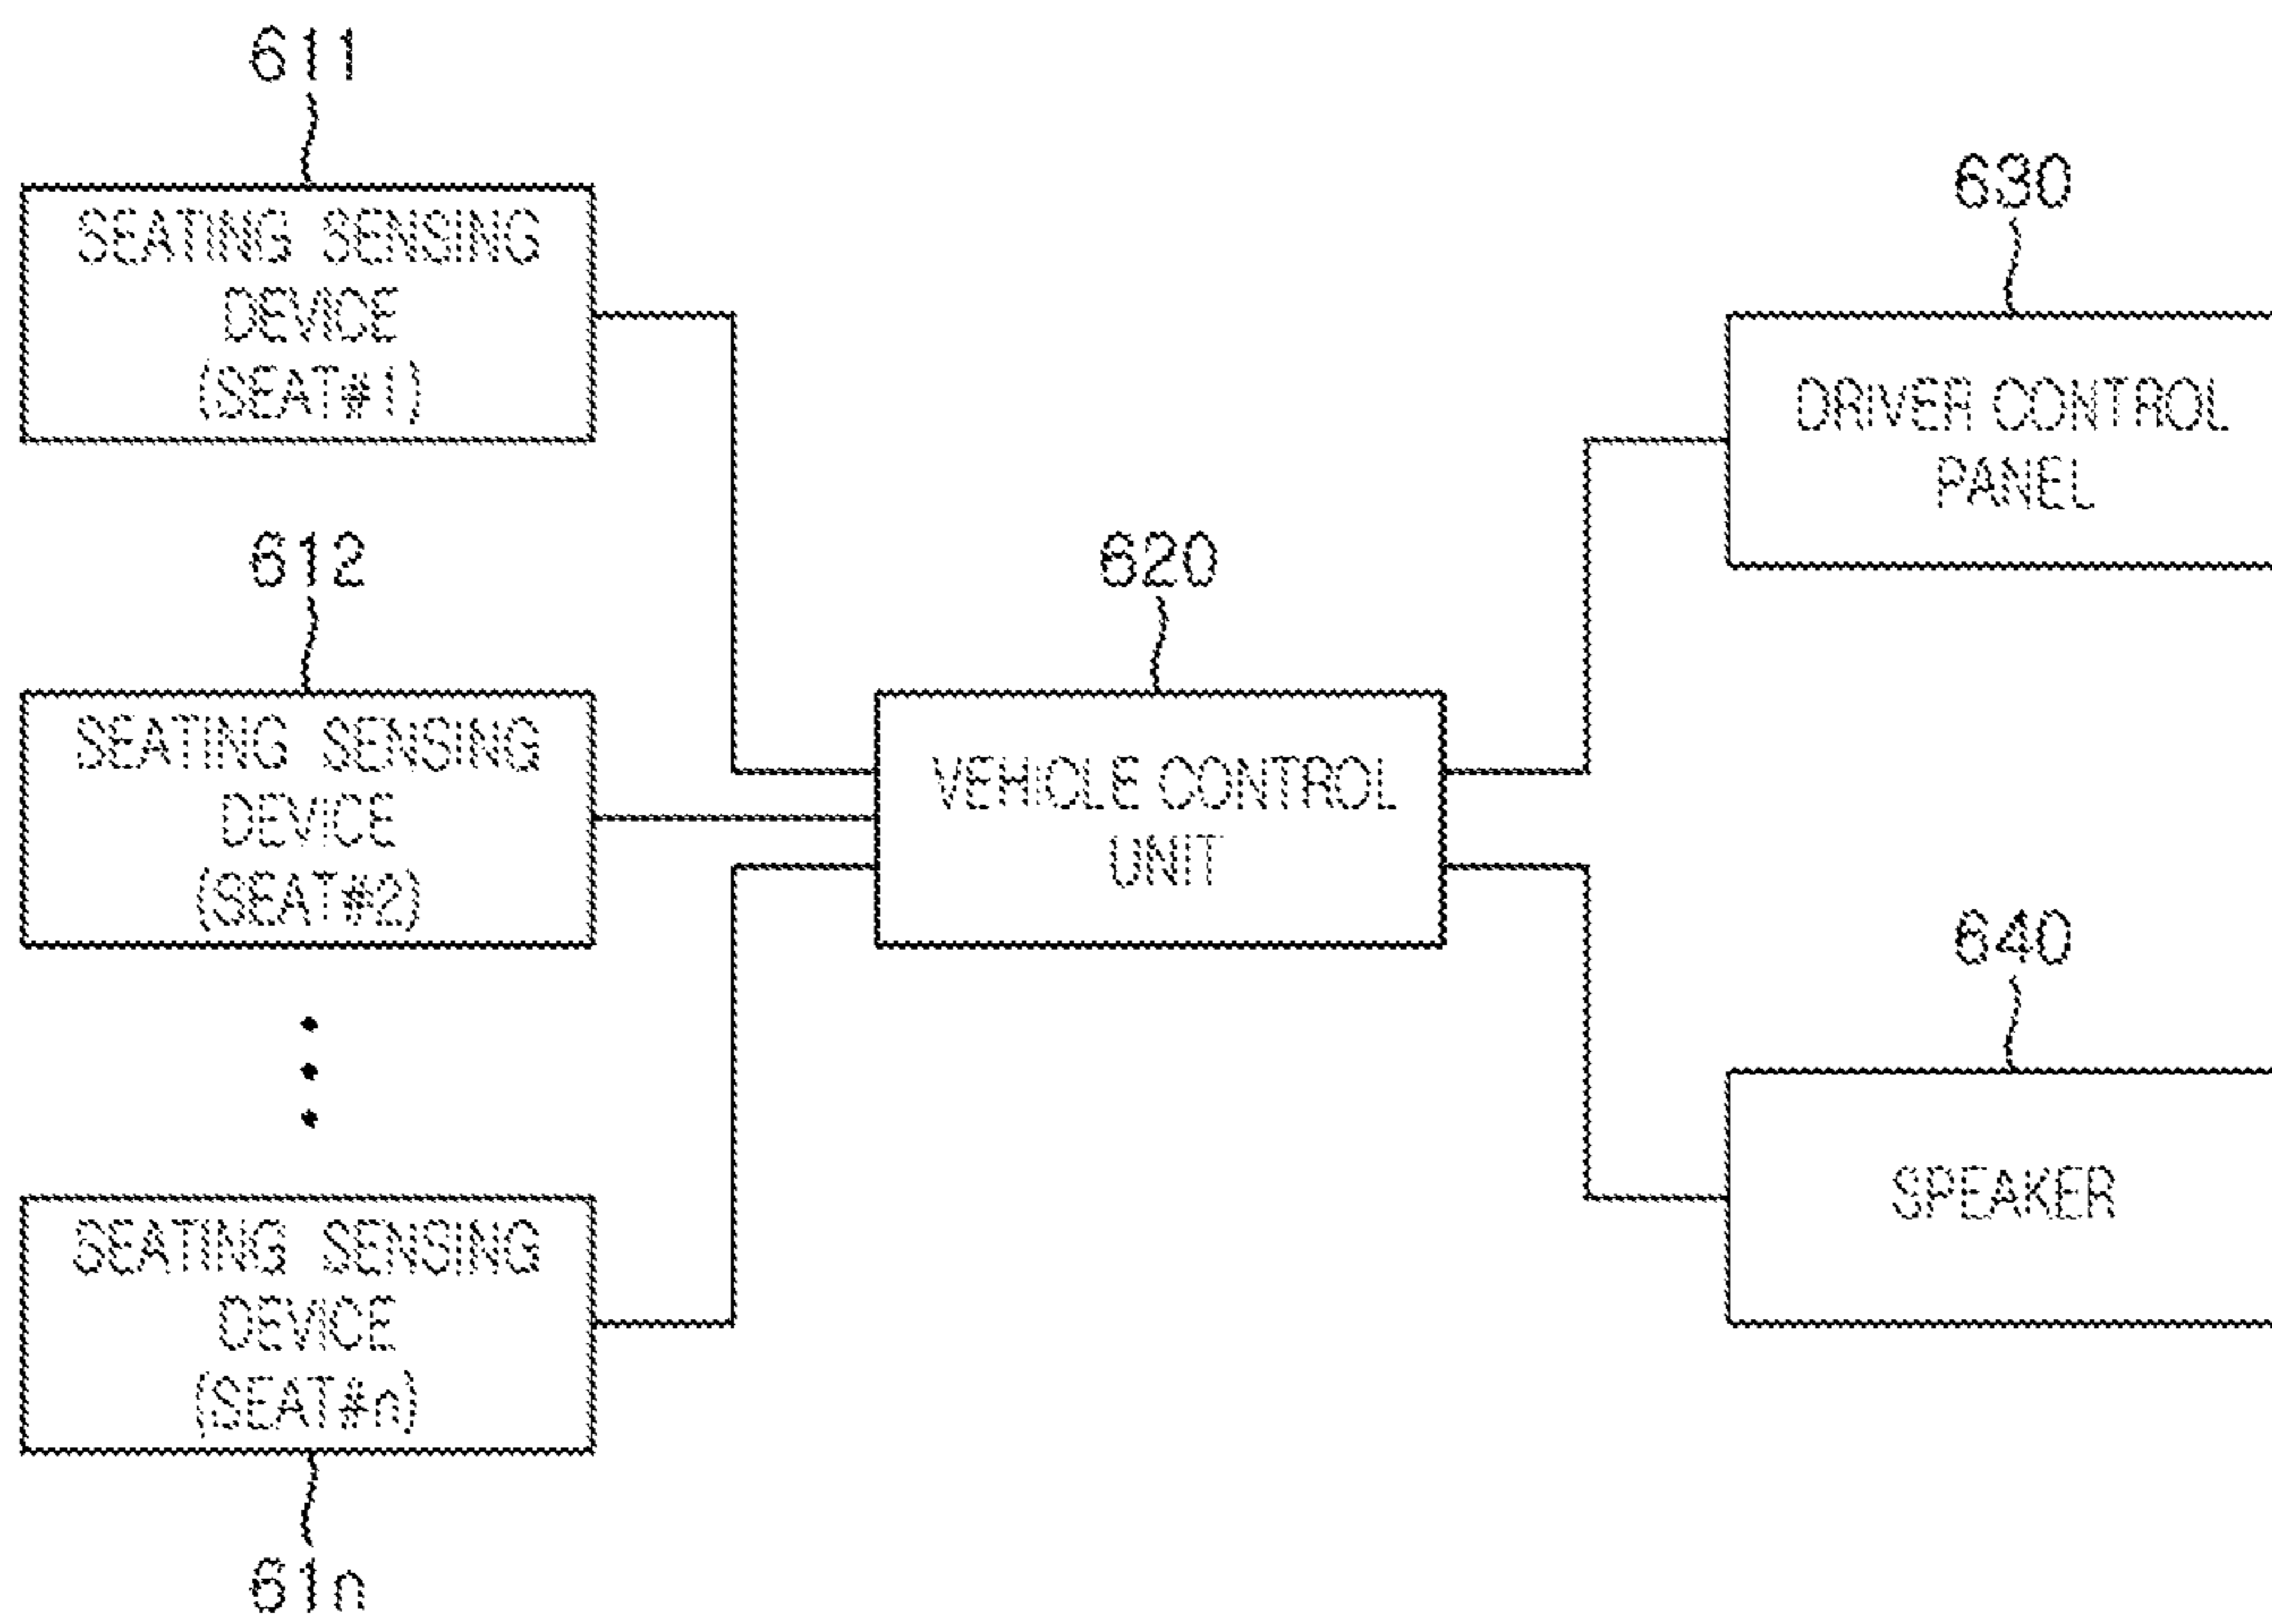 611
SEATING SENSING
DEVICE
(SEAT#1)
612
SEATING SENSING
DEVICE
(SEAT#2)
SEATING SENSING
DEVICE
(SEAT#n)
61n
620
VEHICLE CONTROL
UNIT
630
DRIVER CONTROL
PANEL
640
SPEAKER